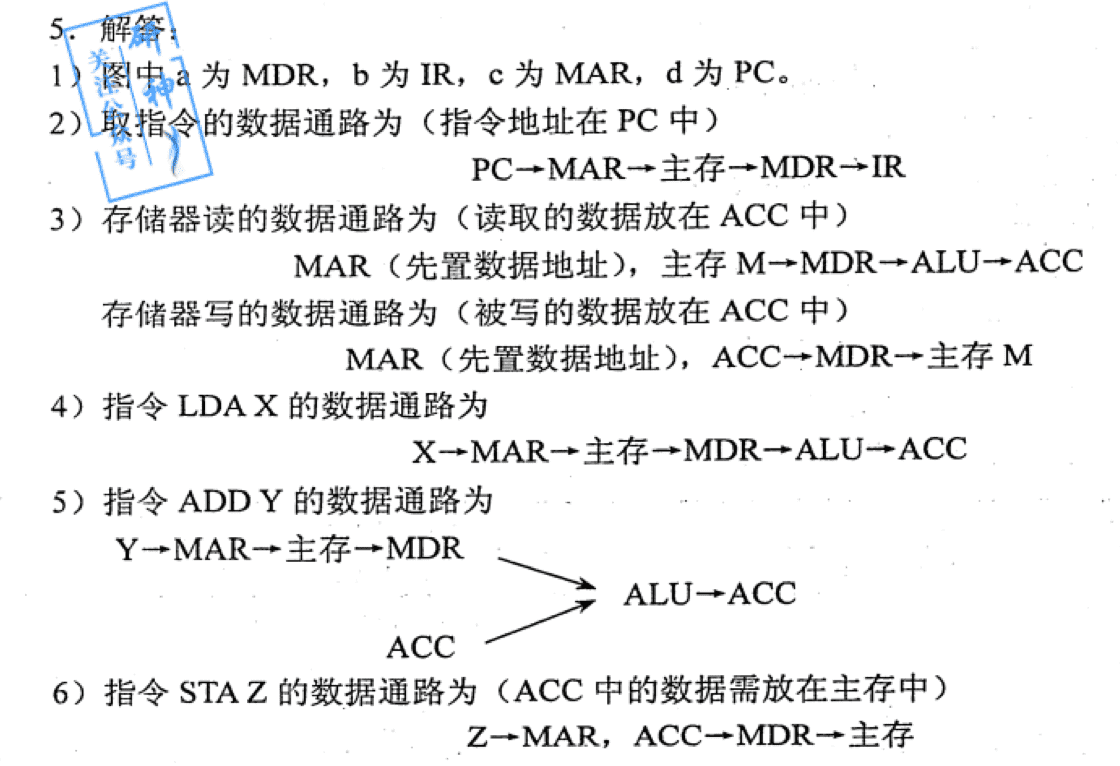 5. 解答：
1）图中 a 为 MDR，b 为 IR，c 为 MAR，d 为 PC。
2）取指令的数据通路为（指令地址在 PC 中）
PC→MAR→主存→MDR→IR
3）存储器读的数据通路为（读取的数据放在 ACC 中）
MAR（先置数据地址），主存 M→MDR→ALU→ACC
存储器写的数据通路为（被写的数据放在 ACC 中）
MAR（先置数据地址），ACC→MDR→主存 M
4）指令 LDA X 的数据通路为
X→MAR→主存→MDR→ALU→ACC
5）指令 ADD Y 的数据通路为
Y→MAR→主存→MDR
ALU→ACC
ACC
6）指令 STA Z 的数据通路为（ACC 中的数据需放在主存中）
Z→MAR，ACC→MDR→主存
关注公众号
研神